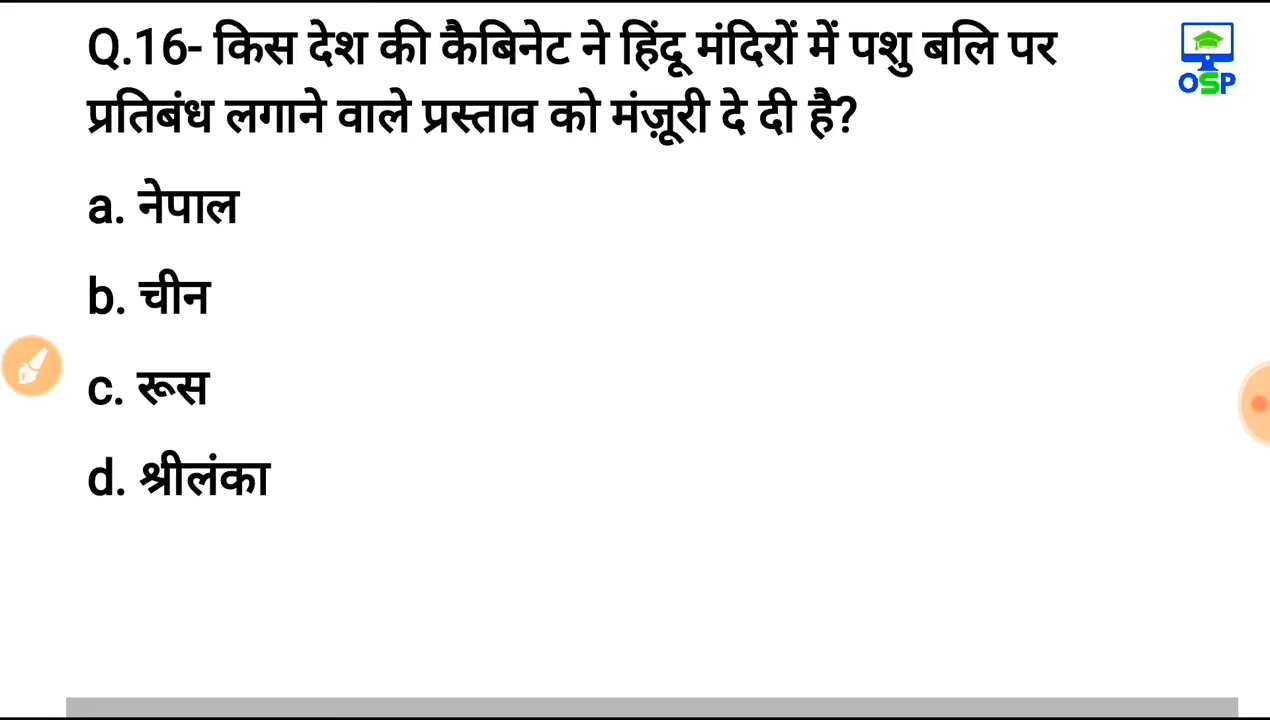 Q.16- किस देश की कैबिनेट ने हिंदू मंदिरों में पशु बलि पर
प्रतिबंध लगाने वाले प्रस्ताव को मंज़ूरी दे दी है?
a. नेपाल
b. चीन
c. रूस
d. श्रीलंका
OSP